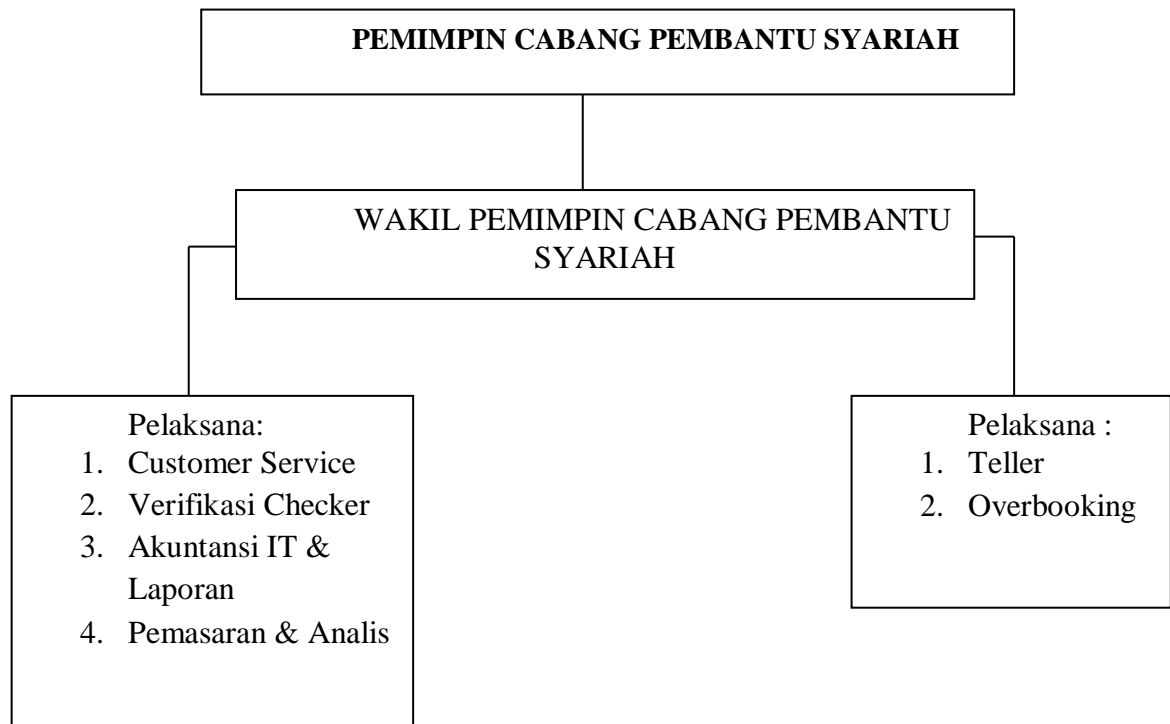 PEMIMPIN CABANG PEMBANTU SYARIAH
WAKIL PEMIMPIN CABANG PEMBANTU
SYARIAH
Pelaksana:
1. Customer Service
2. Verifikasi Checker
3. Akuntansi IT &
Laporan
4. Pemasaran & Analis
Pelaksana :
1. Teller
2. Overbooking